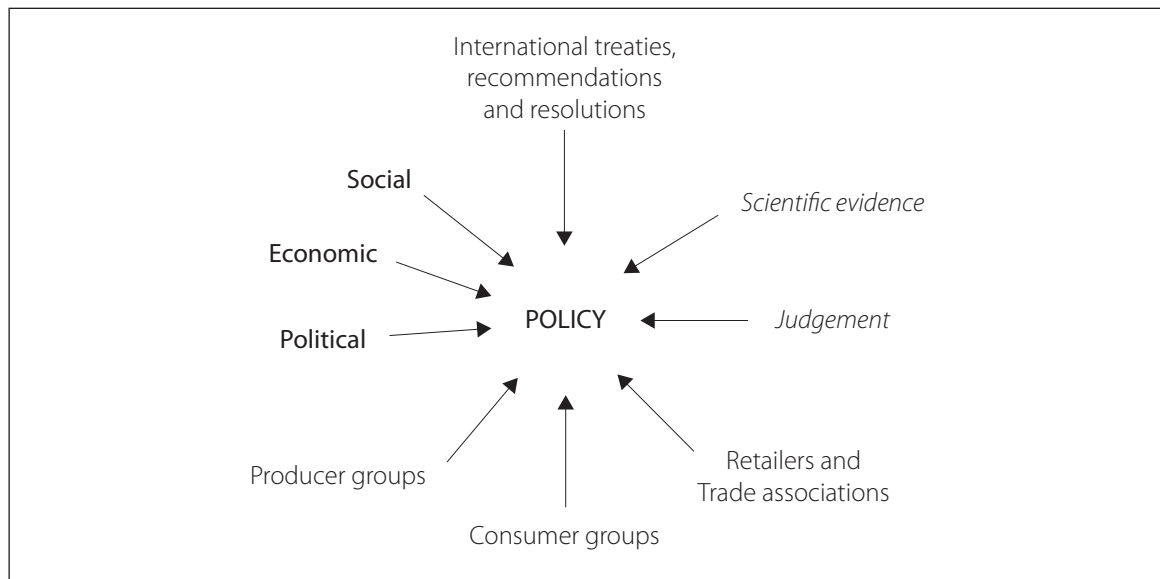 International treaties,
recommendations
and resolutions
Social
Scientific evidence
Economic
POLICY
Judgement
Political
Producer groups
Retailers and
Trade associations
Consumer groups